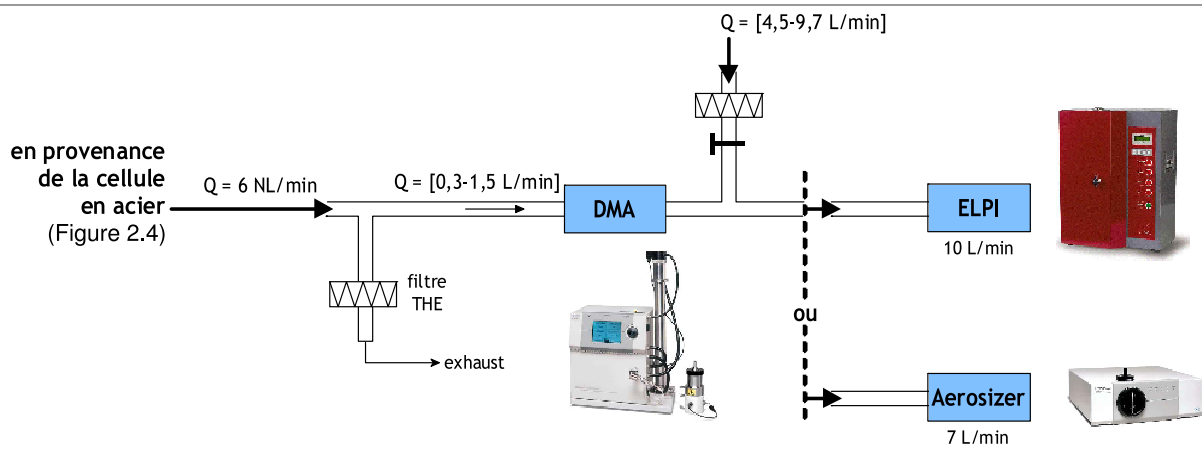 Q = [4,5-9,7 L/min]
en provenance
de la cellule
en acier
(Figure 2.4)
Q = 6 NL/min
Q = [0,3-1,5 L/min]
DMA
ELPI
10 L/min
filtre
THE
exhaust
ou
Aerosizer
7 L/min